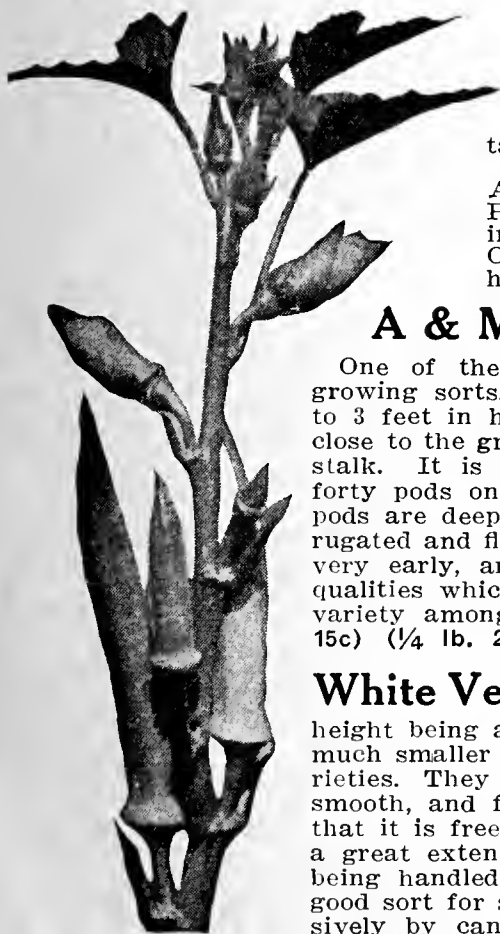 ta
A
C
h
A & M
One of the
growing sorts.
to 3 feet in h
close to the gr
stalk. It is
forty pods on
pods are deep
rugated and fl
very early, an
qualities whic
variety among
15c) (¼ lb. 2
White Ve
height being a
much smaller
rieties. They
smooth, and f
that it is free
a great exten
being handled
good sort for s
sively by can